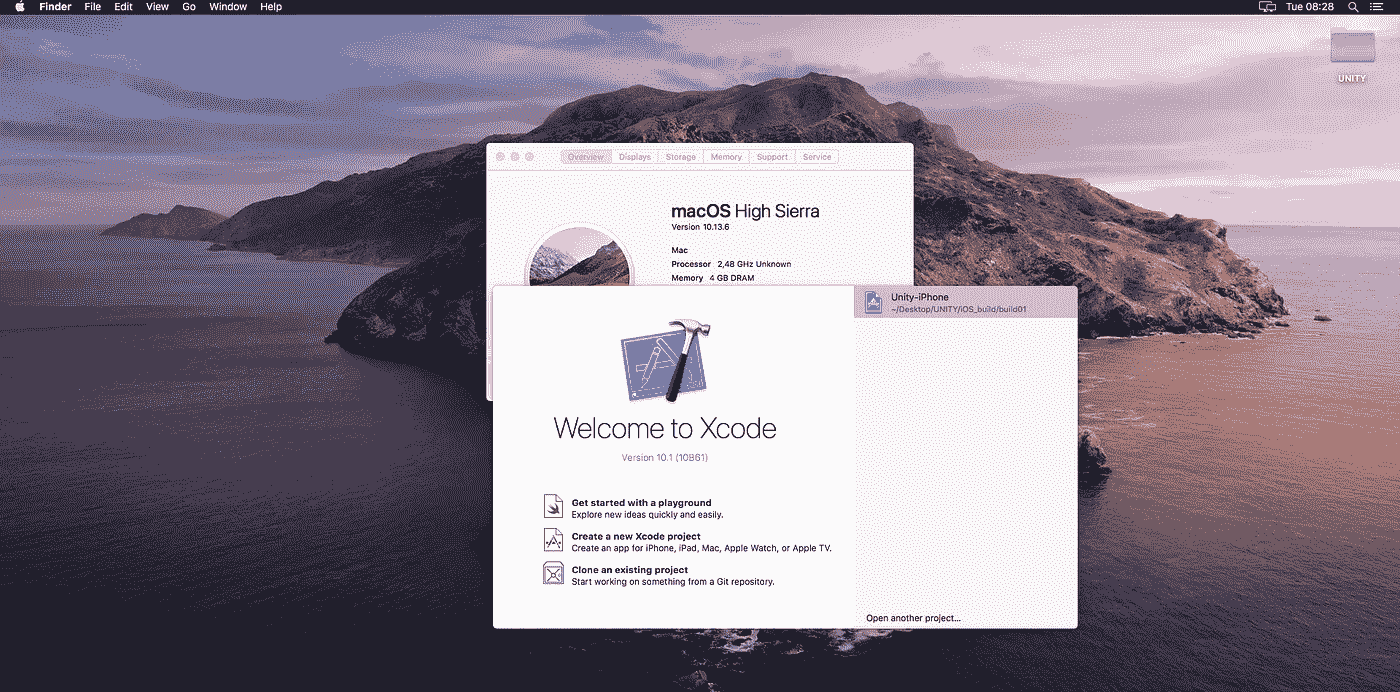 Finder File Edit View Go Window Help
Tue 08:28
UNITY
Overview Displays Storage Memory Support Service
macOS High Sierra
Version 10.13.6
Mac
Processor 2,48 GHz Unknown
Memory 4 GB DRAM
Welcome to Xcode
Version 10.1 (10B61)
Get started with a playground
Explore new ideas quickly and easily.
Create a new Xcode project
Create an app for iPhone, iPad, Mac, Apple Watch, or Apple TV.
Clone an existing project
Start working on something from a Git repository.
Unity-iPhone
~/Desktop/UNITY/iOS_build/build01
Open another project...